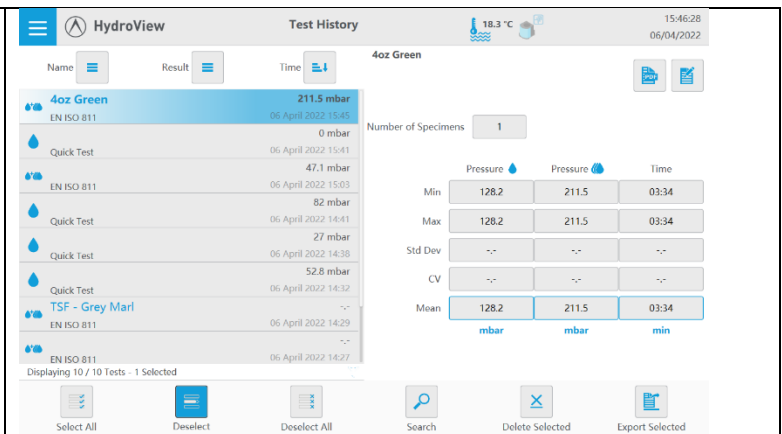 HydroView
Test History
18.3 °C
15:46:28
06/04/2022
Name
Result
Time
4oz Green
211.5 mbar
EN ISO 811
06 April 2022 15:45
0 mbar
Quick Test
06 April 2022 15:41
47.1 mbar
EN ISO 811
06 April 2022 15:03
82 mbar
Quick Test
06 April 2022 14:41
27 mbar
Quick Test
06 April 2022 14:38
52.8 mbar
Quick Test
06 April 2022 14:32
TSF - Grey Marl
-.-
EN ISO 811
06 April 2022 14:29
-.-
EN ISO 811
06 April 2022 14:27
Displaying 10 / 10 Tests - 1 Selected
4oz Green
PDF
Number of Specimens 1
Pressure Pressure Time
Min 128.2 211.5 03:34
Max 128.2 211.5 03:34
Std Dev -.- -.- -.-
CV -.- -.- -.-
Mean 128.2 211.5 03:34
mbar mbar min
Select All
Deselect
Deselect All
Search
Delete Selected
Export Selected